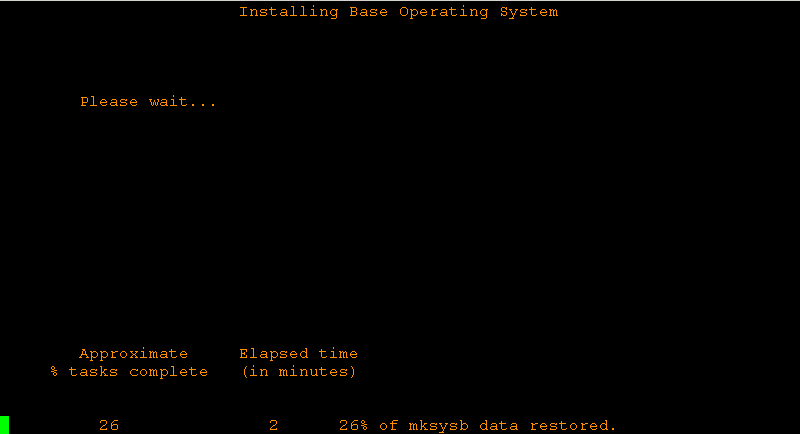 Installing Base Operating System
Please wait...
Approximate Elapsed time
% tasks complete (in minutes)
26 2 26% of mksysb data restored.